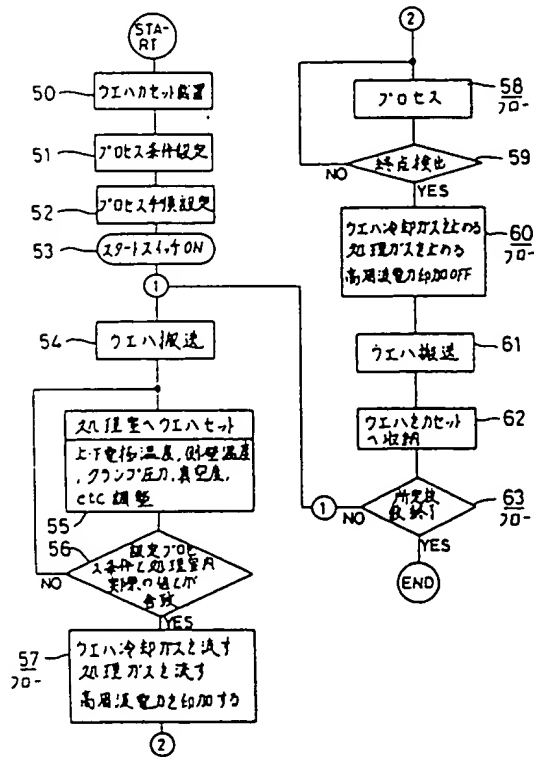 STA-
RT
50
ウエハカセット設置
51
プロセス条件設定
52
プロセス手順設定
53
スタートスイッチON
①
54
ウエハ搬送
処理室へウエハセット
上・下電極温度, 側壁温度
, クランプ圧力, 真空度,
etc 調整
55
56
設定プロセ
ス条件と処理室内
実際の値とが
合致
NO
YES
57
フロー
ウエハ冷却ガスを流す
処理ガスを流す
高周波電力を印加する
②
②
プロセス
58
フロー
終点検出
59
NO
YES
ウエハ冷却ガスを止める
処理ガスを止める
高周波電力印加OFF
60
フロー
ウエハ搬送
61
ウエハをカセット
へ収納
62
①
所定枚
数終了
63
フロー
NO
YES
END